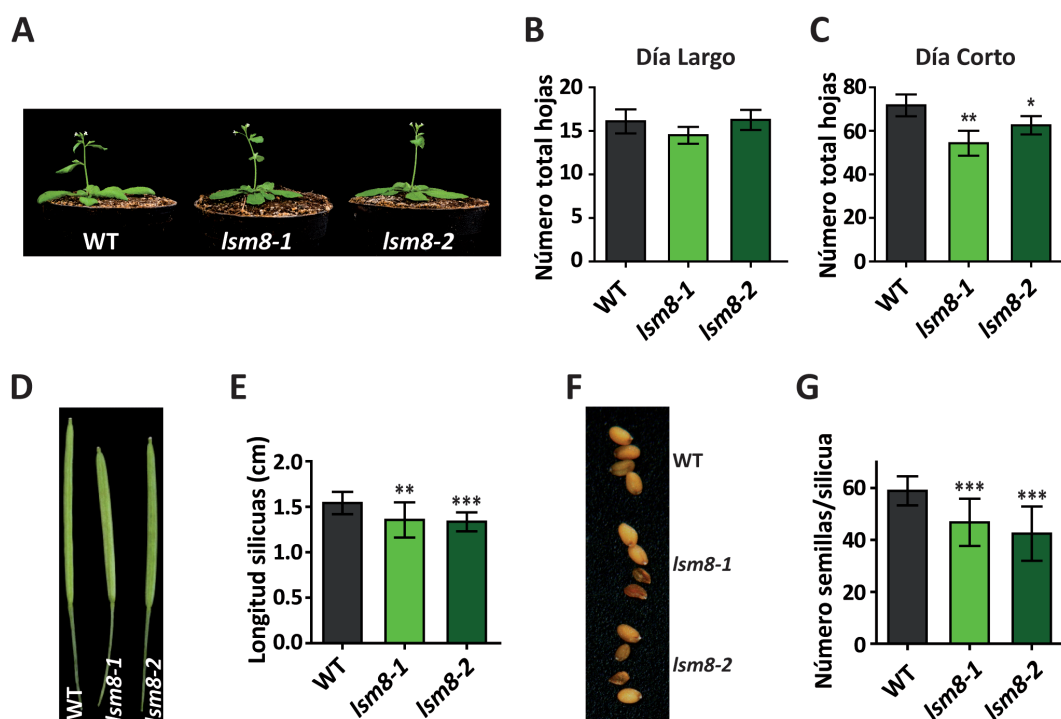 A
WT
lsm8-1
lsm8-2
B
Día Largo
Número total hojas
20
15
10
5
0
WT
lsm8-1
lsm8-2
C
Día Corto
Número total hojas
80
60
40
20
0
**
*
WT
lsm8-1
lsm8-2
D
WT
lsm8-1
lsm8-2
E
Longitud silicuas (cm)
2.0
1.5
1.0
0.5
0.0
**
***
WT
lsm8-1
lsm8-2
F
WT
lsm8-1
lsm8-2
G
Número semillas/silicua
60
40
20
0
***
***
WT
lsm8-1
lsm8-2